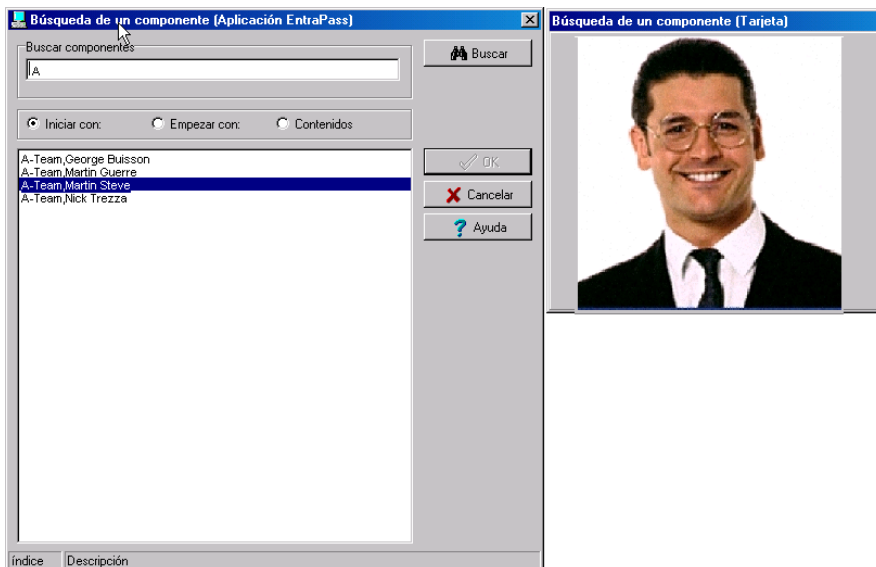 Búsqueda de un componente (Aplicación EntraPass)
Buscar componentes
A
Buscar
Iniciar con:
Empezar con:
Contenidos
A-Team,George Buisson
A-Team,Martin Guerre
A-Team,Martin Steve
A-Team,Nick Trezza
OK
Cancelar
Ayuda
índice
Descripción
Búsqueda de un componente (Tarjeta)